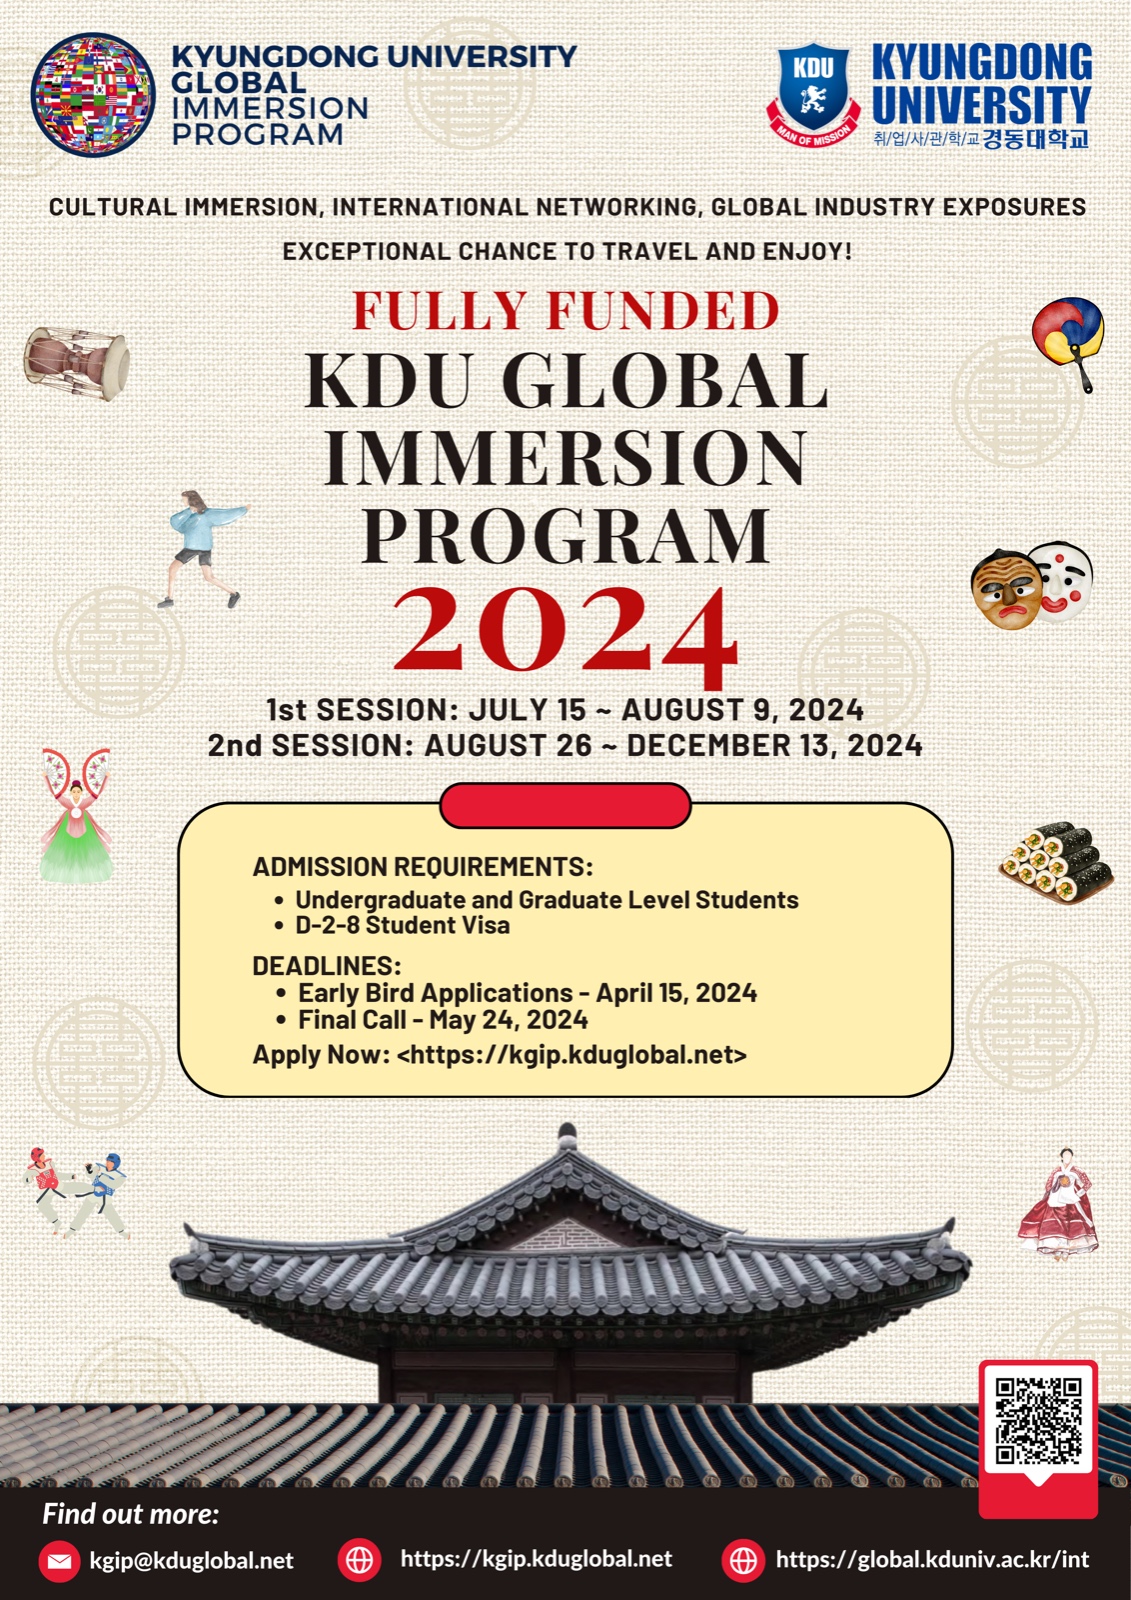 KYUNGDONG UNIVERSITY
GLOBAL
IMMERSION
PROGRAM
KDU
MAN OF MISSION
KYUNGDONG
UNIVERSITY
취/업/사/관/학/교 경동대학교
CULTURAL IMMERSION, INTERNATIONAL NETWORKING, GLOBAL INDUSTRY EXPOSURES
EXCEPTIONAL CHANCE TO TRAVEL AND ENJOY!
FULLY FUNDED
KDU GLOBAL
IMMERSION
PROGRAM
2024
1st SESSION: JULY 15 ~ AUGUST 9, 2024
2nd SESSION: AUGUST 26 ~ DECEMBER 13, 2024
ADMISSION REQUIREMENTS:
• Undergraduate and Graduate Level Students
• D-2-8 Student Visa
DEADLINES:
• Early Bird Applications - April 15, 2024
• Final Call - May 24, 2024
Apply Now: <https://kgip.kduglobal.net>
Find out more:
kgip@kduglobal.net
https://kgip.kduglobal.net
https://global.kduniv.ac.kr/int